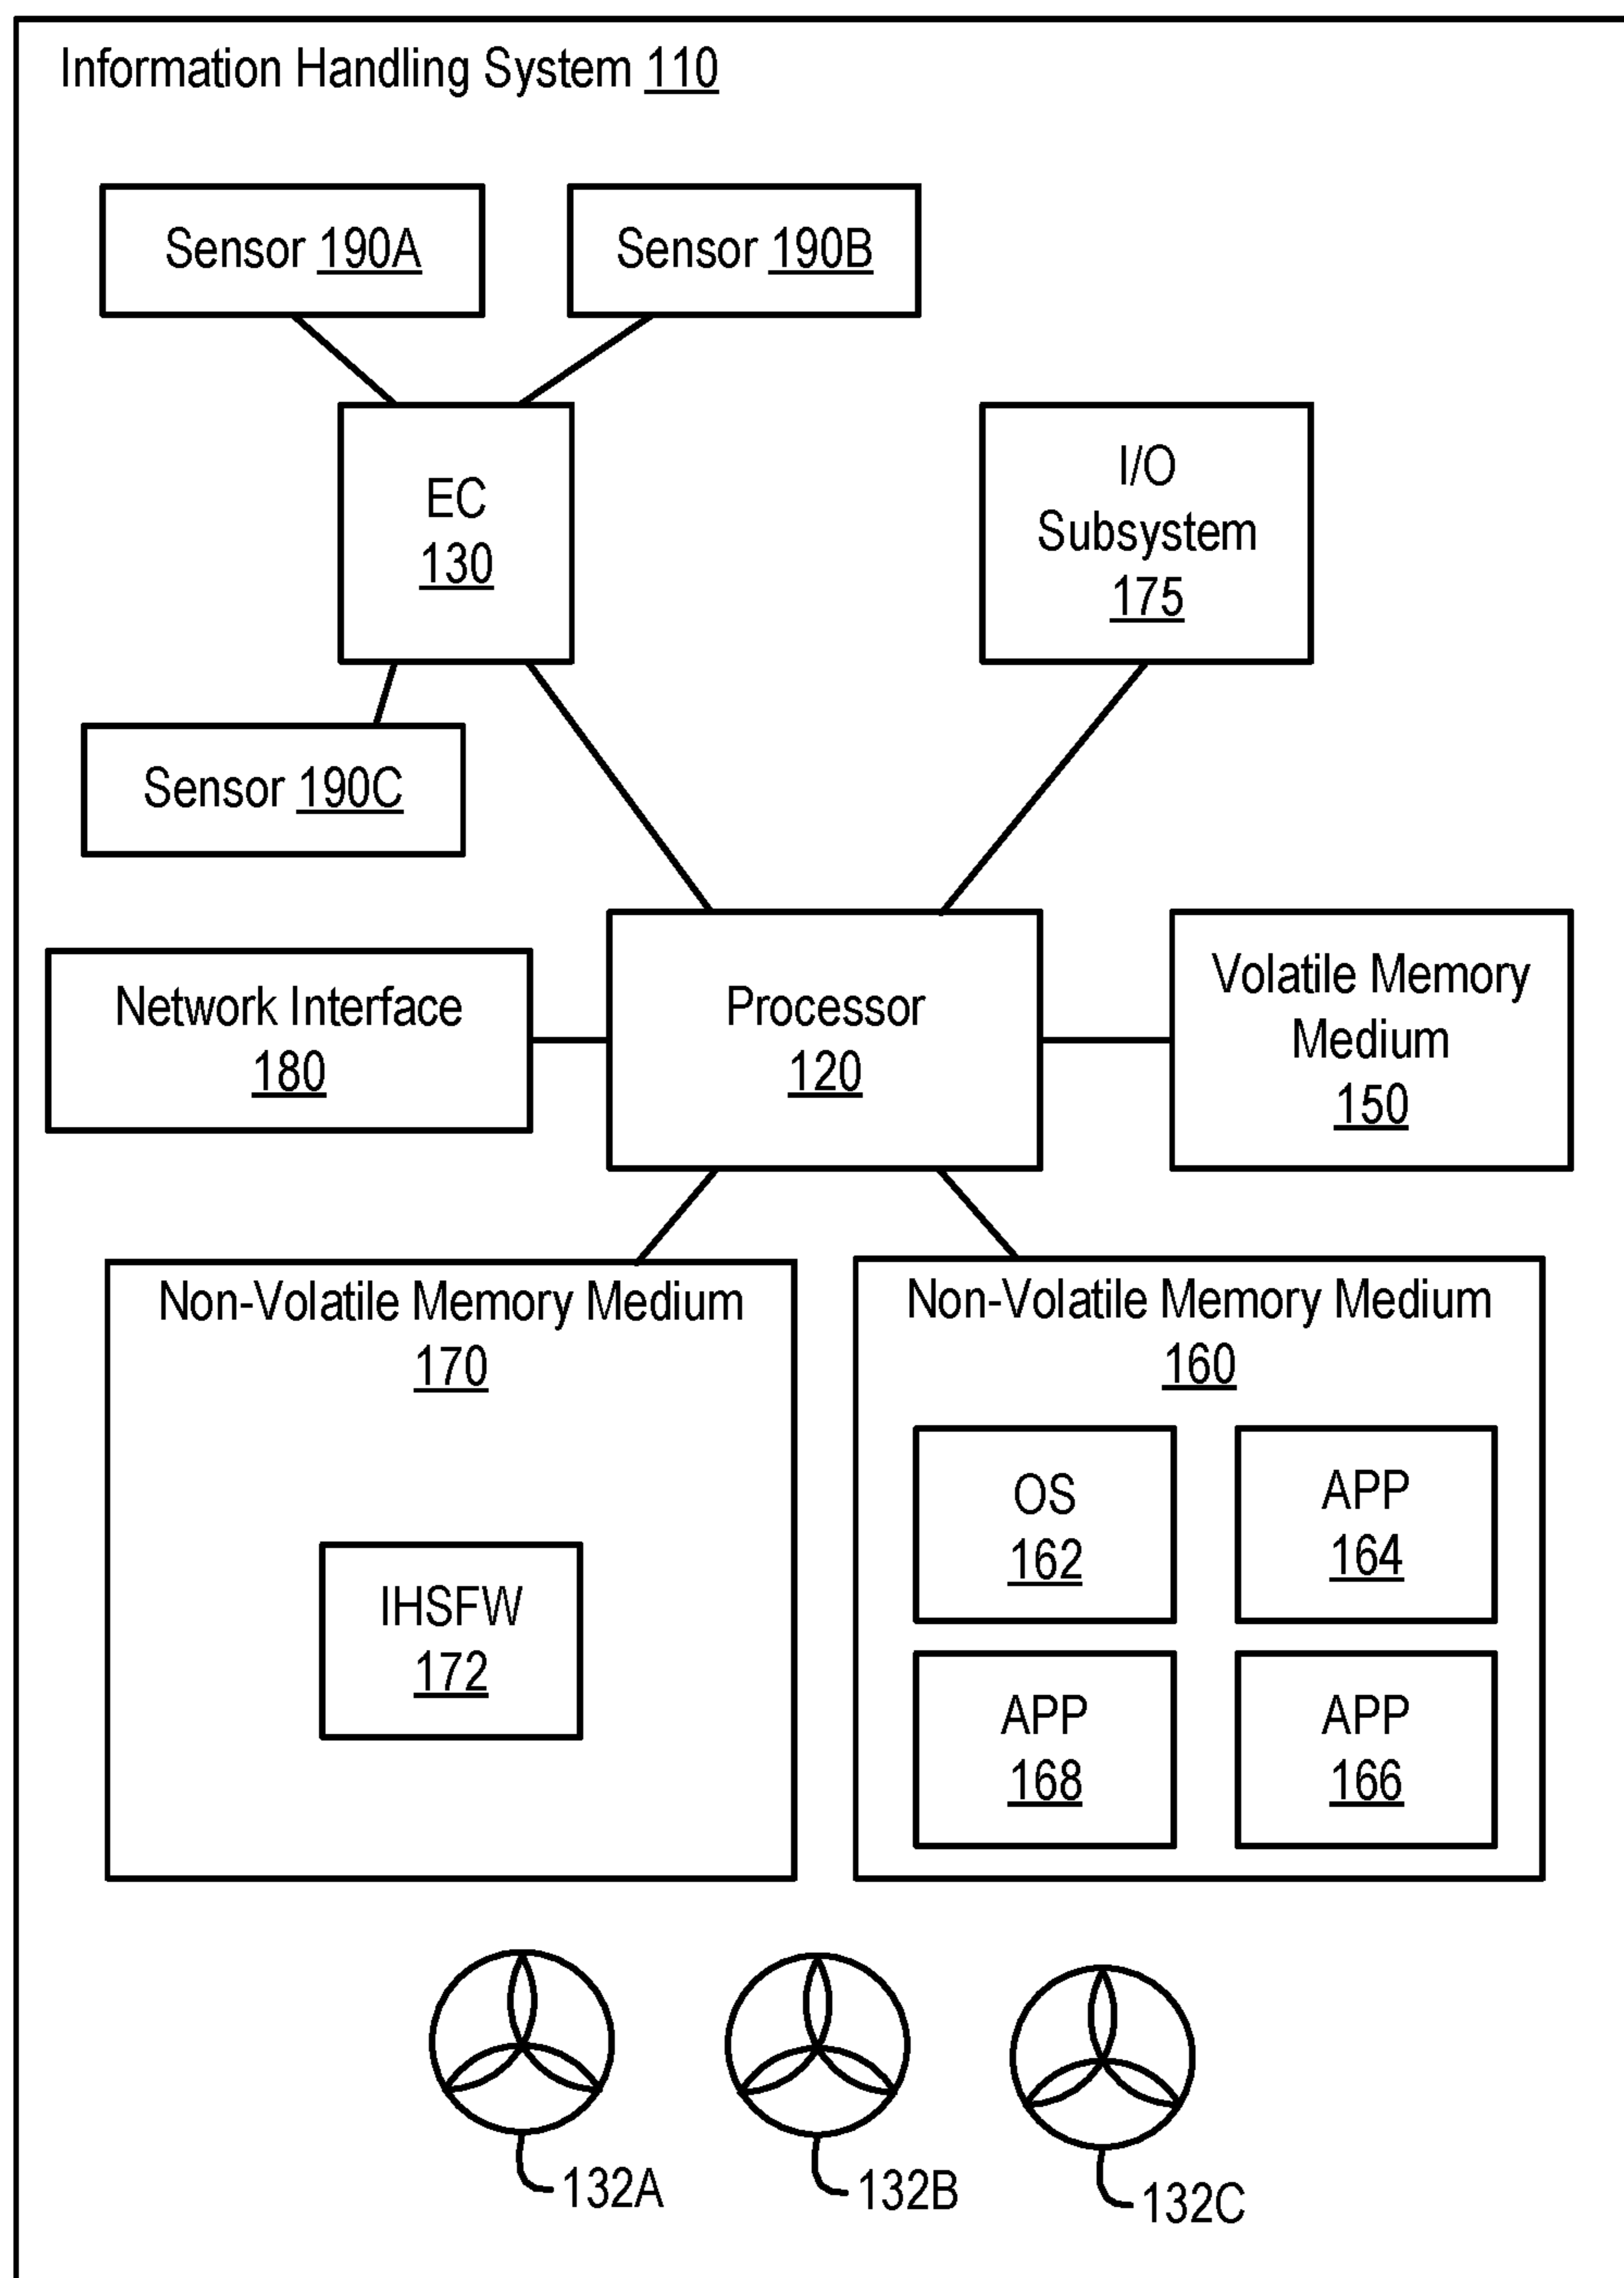 Information Handling System 110
Sensor 190A
Sensor 190B
EC
130
I/O
Subsystem
175
Sensor 190C
Network Interface
180
Processor
120
Volatile Memory
Medium
150
Non-Volatile Memory Medium
170
IHSFW
172
Non-Volatile Memory Medium
160
OS
162
APP
164
APP
168
APP
166
132A
132B
132C